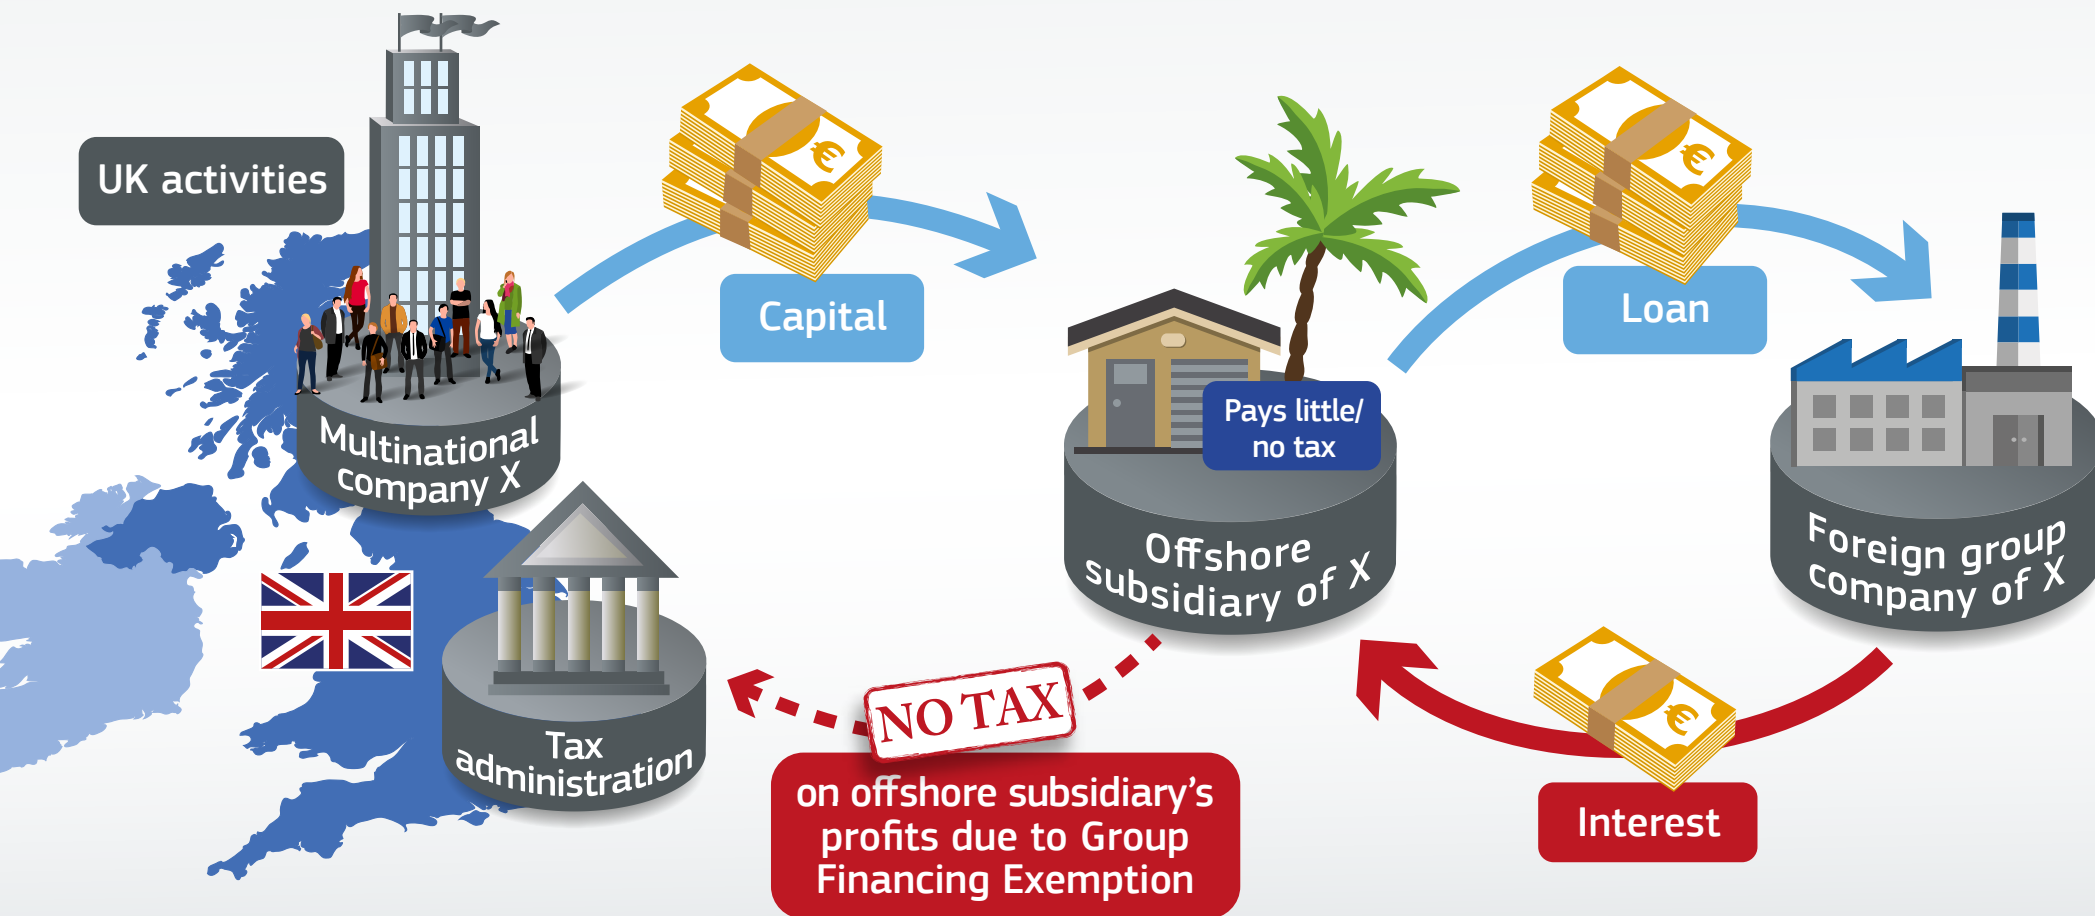 UK activities
Multinational
company X
Capital
Pays little/
no tax
Offshore
subsidiary of X
Loan
Foreign group
company of X
Tax
administration
NO TAX
on offshore subsidiary’s
profits due to Group
Financing Exemption
Interest
€
€
€